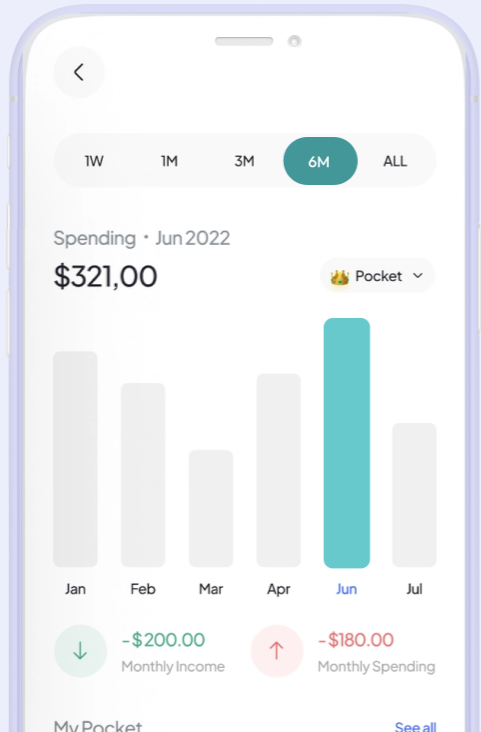 1W 1M 3M 6M ALL
Spending • Jun 2022
$321,00
Pocket
Jan Feb Mar Apr Jun Jul
-$200.00 -$180.00
Monthly Income Monthly Spending
My Pocket See all